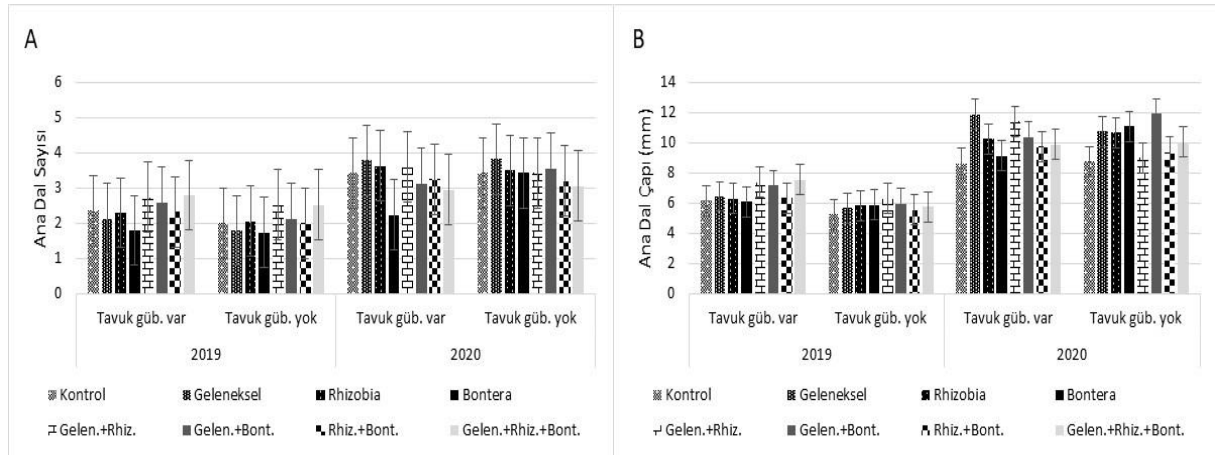 A
Ana Dal Sayısı
6
5
4
3
2
1
0
Tavuk güb. var Tavuk güb. yok Tavuk güb. var Tavuk güb. yok
2019 2020
Kontrol Geleneksel Rhizobia Bontera
Gelen.+Rhiz. Gelen.+Bont. Rhiz.+Bont. Gelen.+Rhiz.+Bont.
B
Ana Dal Çapı (mm)
14
12
10
8
6
4
2
0
Tavuk güb. var Tavuk güb. yok Tavuk güb. var Tavuk güb. yok
2019 2020
Kontrol Geleneksel Rhizobia Bontera
Gelen.+Rhiz. Gelen.+Bont. Rhiz.+Bont. Gelen.+Rhiz.+Bont.